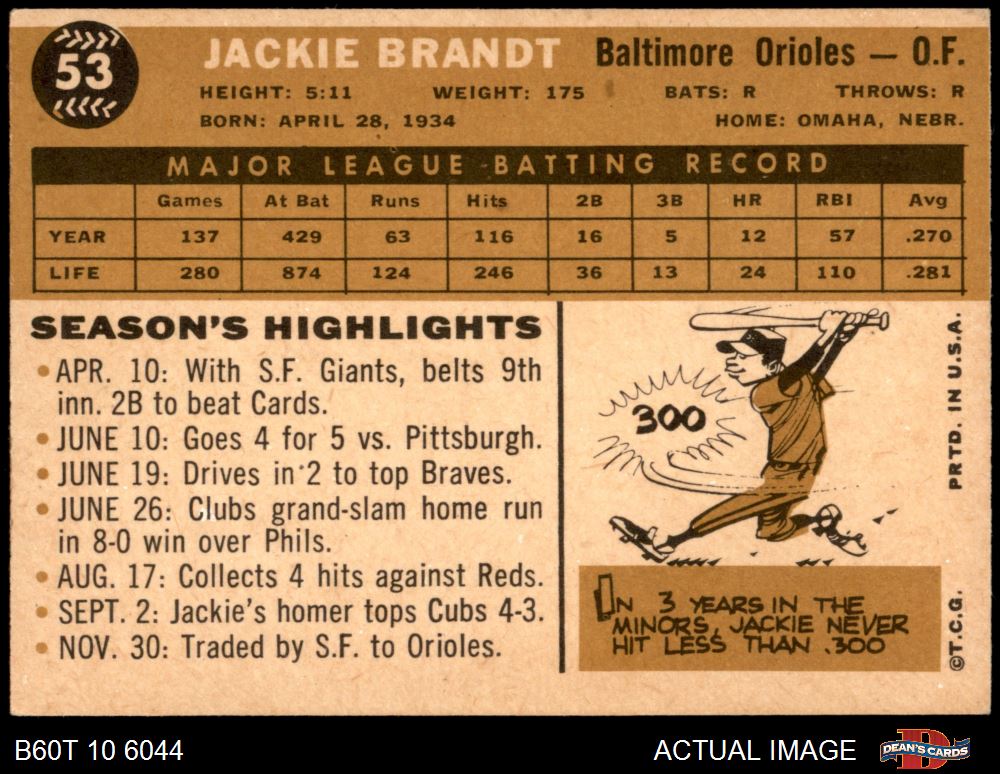 53
JACKIE BRANDT Baltimore Orioles — O.F.
HEIGHT: 5:11 WEIGHT: 175 BATS: R THROWS: R
BORN: APRIL 28, 1934 HOME: OMAHA, NEBR.
MAJOR LEAGUE BATTING RECORD
Games At Bat Runs Hits 2B 3B HR RBI Avg
YEAR 137 429 63 116 16 5 12 57 .270
LIFE 280 874 124 246 36 13 24 110 .281
SEASON'S HIGHLIGHTS
• APR. 10: With S.F. Giants, belts 9th
inn. 2B to beat Cards.
• JUNE 10: Goes 4 for 5 vs. Pittsburgh.
• JUNE 19: Drives in 2 to top Braves.
• JUNE 26: Clubs grand-slam home run
in 8-0 win over Phils.
• AUG. 17: Collects 4 hits against Reds.
• SEPT. 2: Jackie's homer tops Cubs 4-3.
• NOV. 30: Traded by S.F. to Orioles.
300
IN 3 YEARS IN THE
MINORS, JACKIE NEVER
HIT LESS THAN .300
©T.C.G. PRTD. IN U.S.A.
B60T 10 6044 ACTUAL IMAGE DEAN'S CARDS